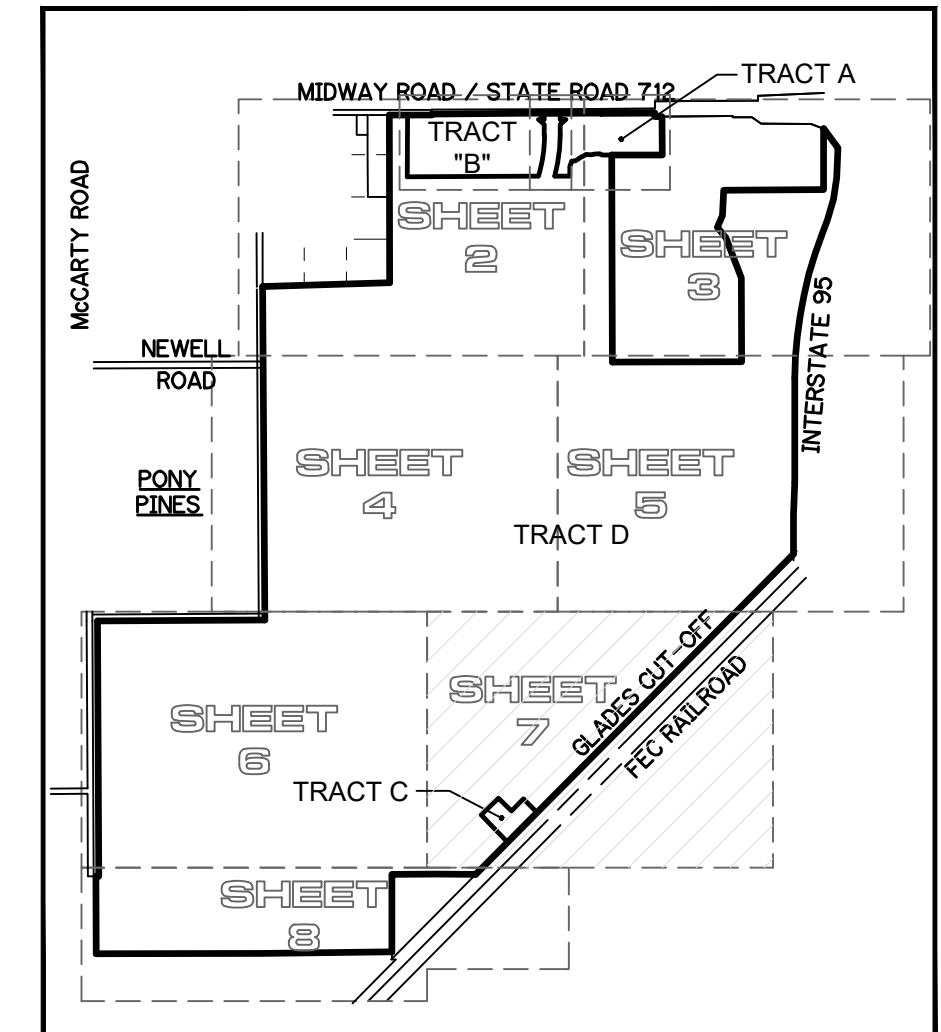 TRACT A
MIDWAY ROAD / STATE ROAD 712
TRACT
"B"
McCARTY ROAD
SHEET
2
SHEET
3
INTERSTATE 95
NEWELL
ROAD
SHEET
4
SHEET
5
PONY
PINES
TRACT D
GLADES CUT-OFF
FEC RAILROAD
SHEET
7
SHEET
6
TRACT C
SHEET
8